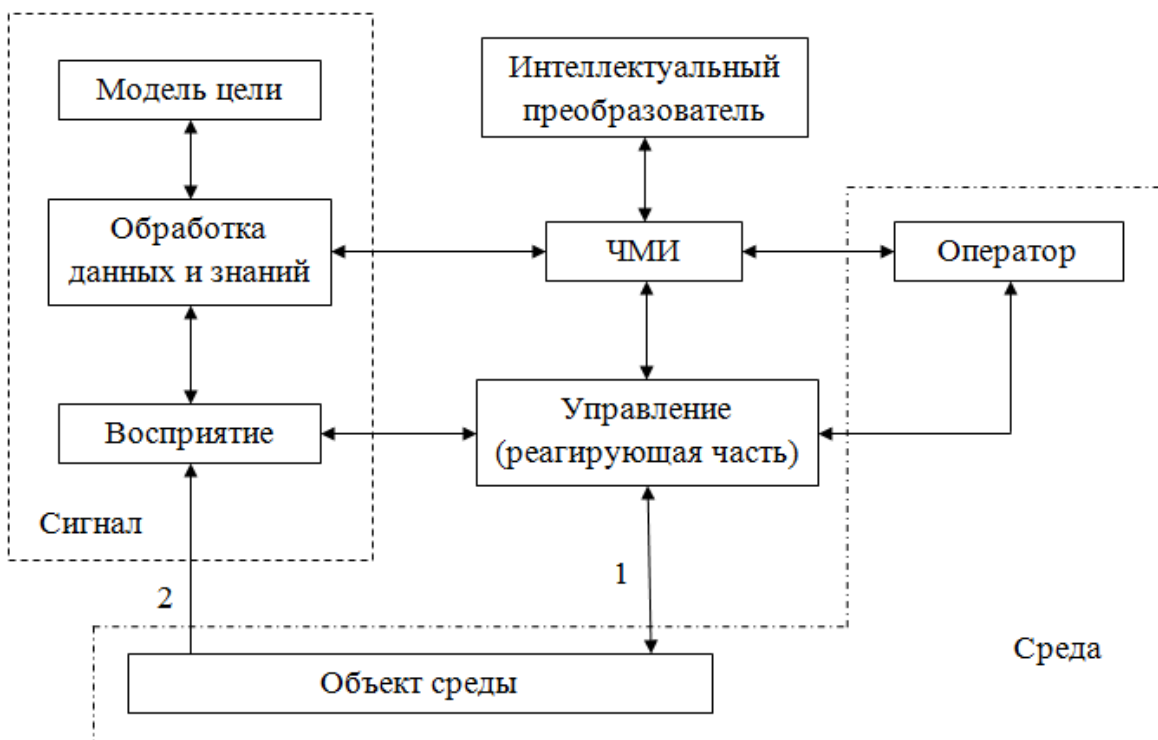 Модель цели
Интеллектуальный
преобразователь
Обработка
данных и знаний
ЧМИ
Оператор
Восприятие
Управление
(реагирующая часть)
Сигнал
2
1
Объект среды
Среда